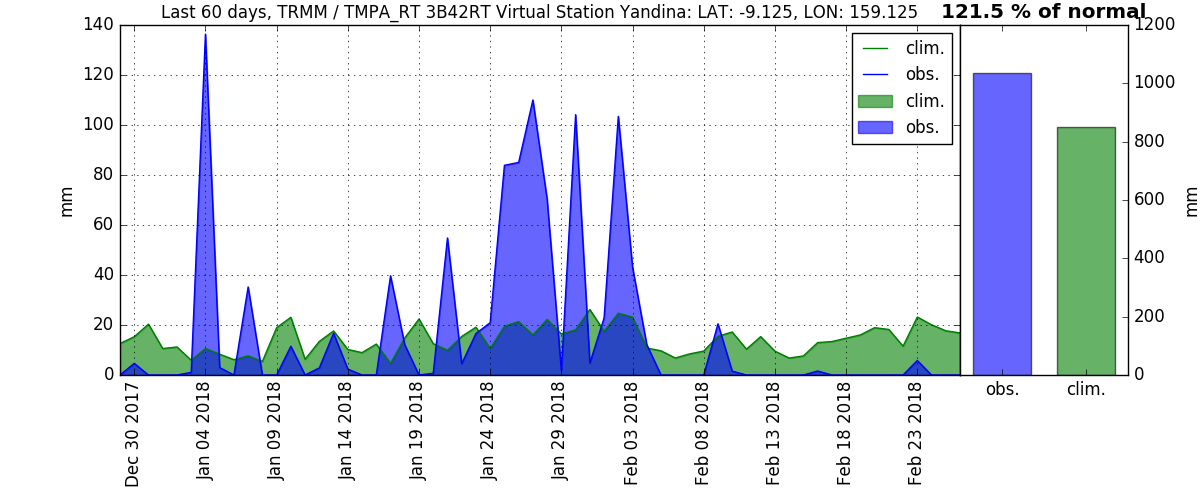 Last 60 days, TRMM / TMPA_RT 3B42RT Virtual Station Yandina: LAT: -9.125, LON: 159.125
121.5 % of normal
140
120
100
80
60
40
20
0
mm
clim.
obs.
clim.
obs.
1200
1000
800
600
400
200
0
mm
Dec 30 2017
Jan 04 2018
Jan 09 2018
Jan 14 2018
Jan 19 2018
Jan 24 2018
Jan 29 2018
Feb 03 2018
Feb 08 2018
Feb 13 2018
Feb 18 2018
Feb 23 2018
obs.
clim.